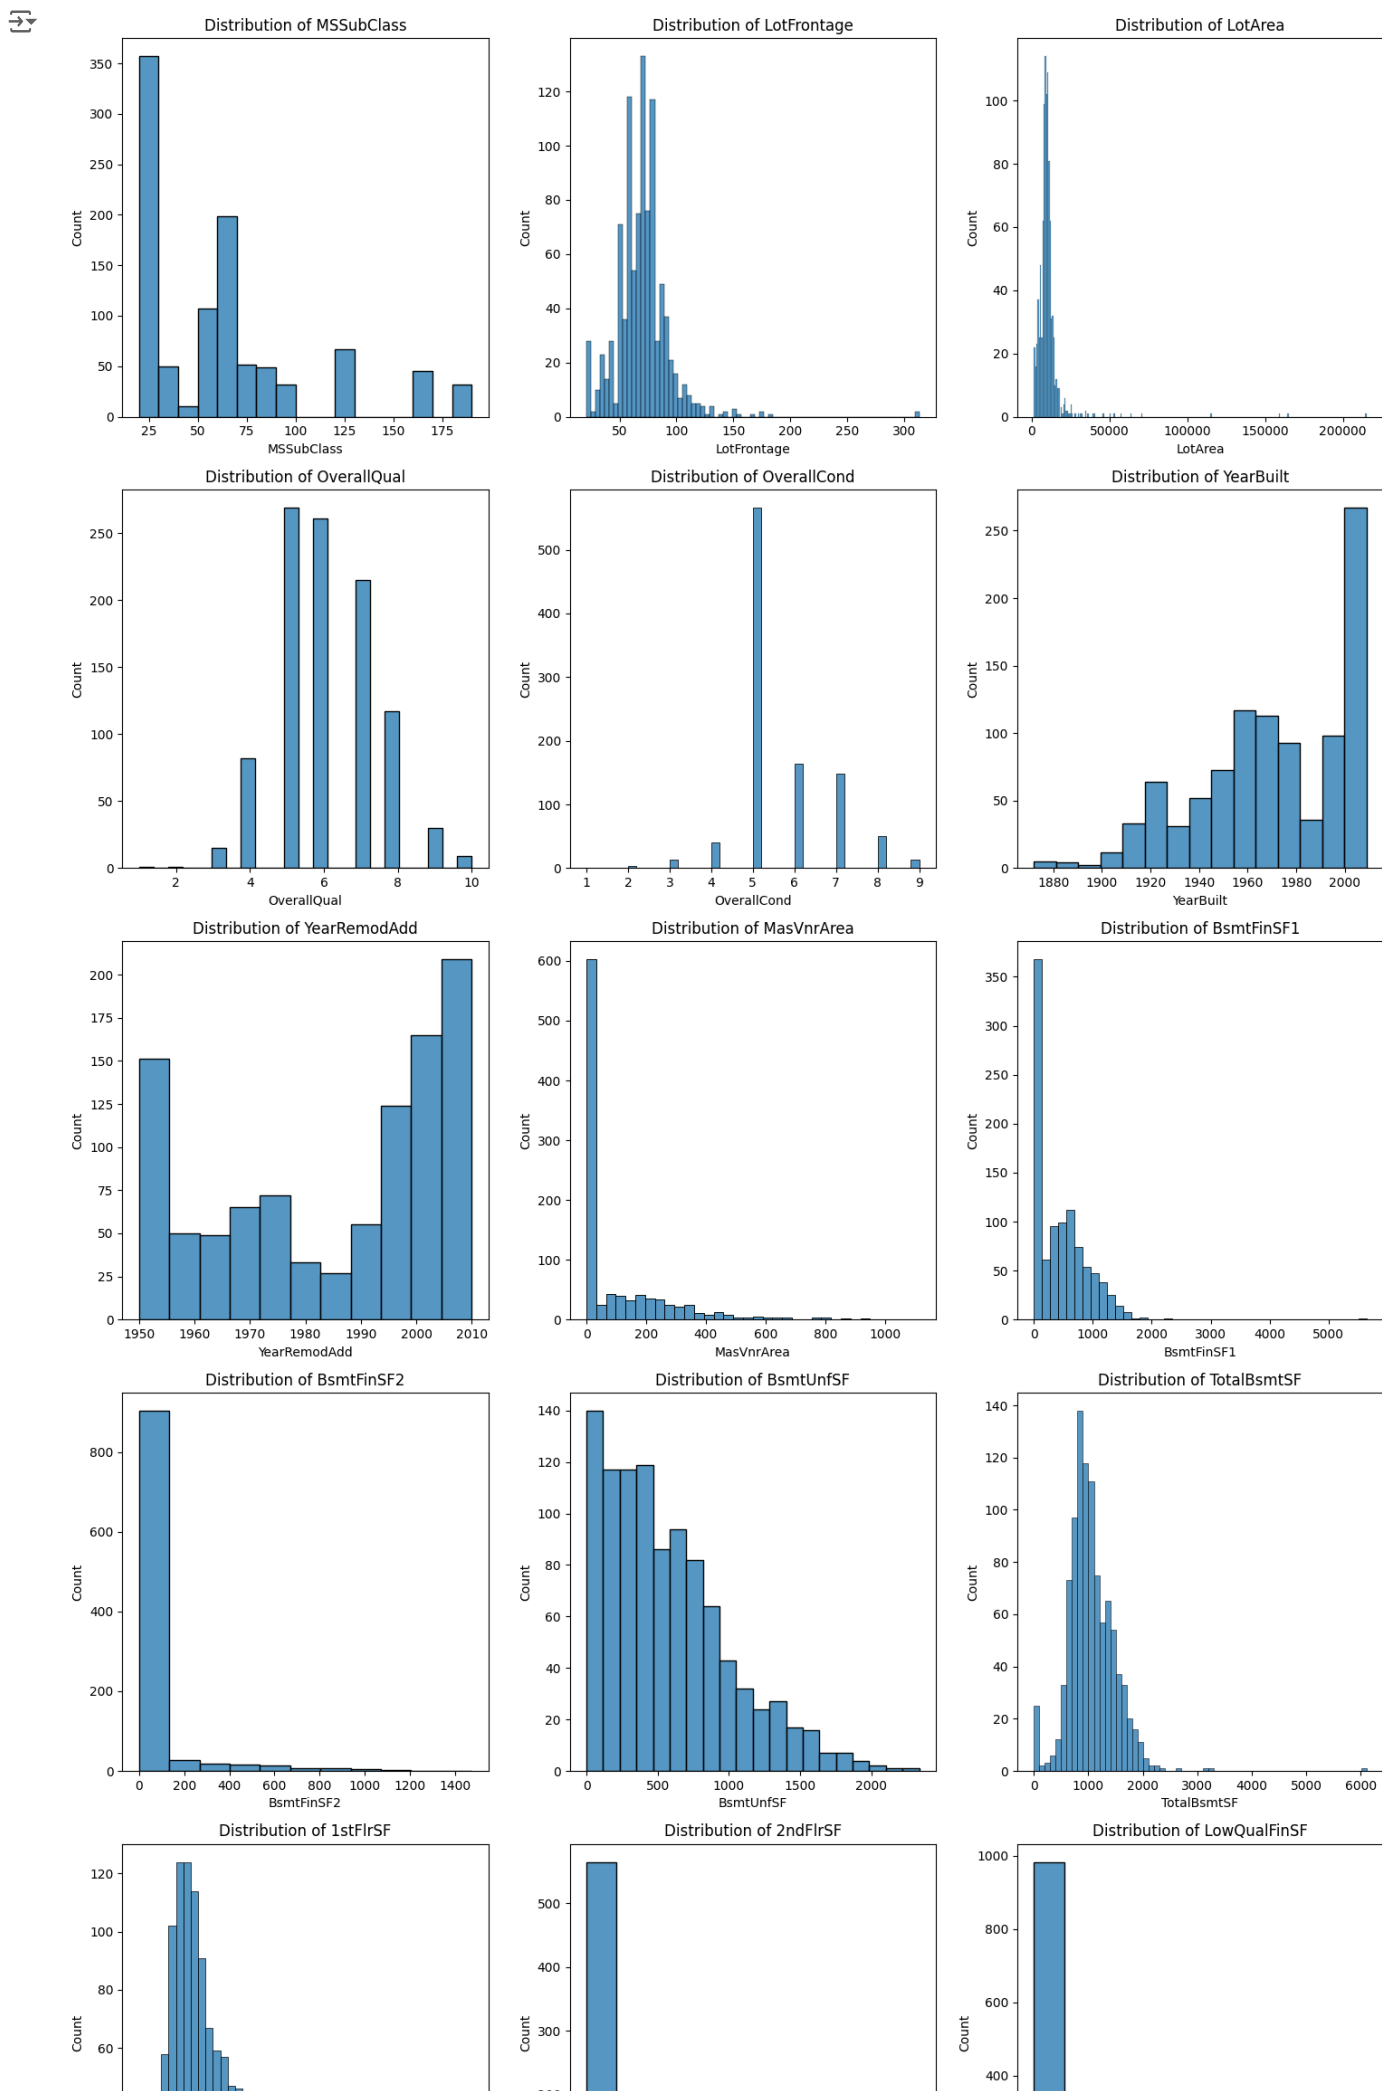 Distribution of MSSubClass
Count
350
300
250
200
150
100
50
0
25 50 75 100 125 150 175
MSSubClass
Distribution of LotFrontage
Count
120
100
80
60
40
20
0
50 100 150 200 250 300
LotFrontage
Distribution of LotArea
Count
100
80
60
40
20
0
0 50000 100000 150000 200000
LotArea
Distribution of OverallQual
Count
250
200
150
100
50
0
2 4 6 8 10
OverallQual
Distribution of OverallCond
Count
500
400
300
200
100
0
1 2 3 4 5 6 7 8 9
OverallCond
Distribution of YearBuilt
Count
250
200
150
100
50
0
1880 1900 1920 1940 1960 1980 2000
YearBuilt
Distribution of YearRemodAdd
Count
200
175
150
125
100
75
50
25
0
1950 1960 1970 1980 1990 2000 2010
YearRemodAdd
Distribution of MasVnrArea
Count
600
500
400
300
200
100
0
0 200 400 600 800 1000
MasVnrArea
Distribution of BsmtFinSF1
Count
350
300
250
200
150
100
50
0
0 1000 2000 3000 4000 5000
BsmtFinSF1
Distribution of BsmtFinSF2
Count
800
600
400
200
0
0 200 400 600 800 1000 1200 1400
BsmtFinSF2
Distribution of BsmtUnfSF
Count
140
120
100
80
60
40
20
0
0 500 1000 1500 2000
BsmtUnfSF
Distribution of TotalBsmtSF
Count
140
120
100
80
60
40
20
0
0 1000 2000 3000 4000 5000 6000
TotalBsmtSF
Distribution of 1stFlrSF
Count
120
100
80
60
Distribution of 2ndFlrSF
Count
500
400
300
Distribution of LowQualFinSF
Count
1000
800
600
400